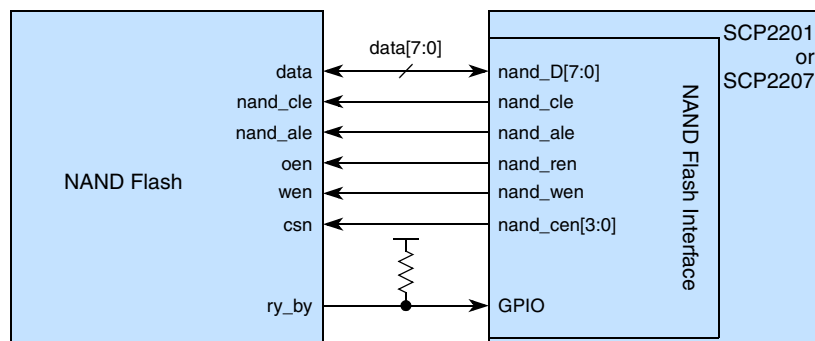 SCP2201
or
SCP2207
data[7:0]
data
nand_D[7:0]
nand_cle
nand_cle
nand_ale
nand_ale
oen
nand_ren
NAND Flash
wen
nand_wen
csn
nand_cen[3:0]
NAND Flash Interface
ry_by
GPIO